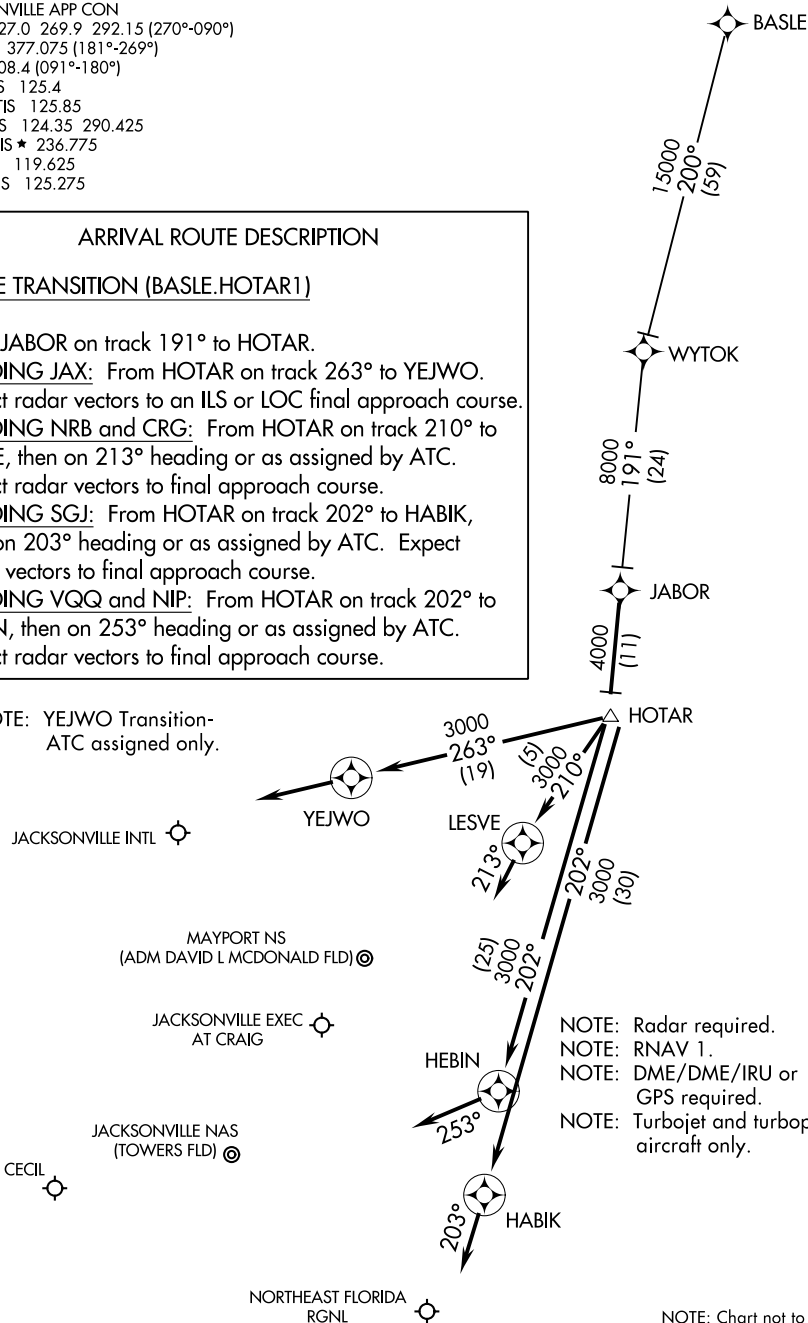 NVILLE APP CON
27.0 269.9 292.15 (270°-090°)
377.075 (181°-269°)
08.4 (091°-180°)
S 125.4
TIS 125.85
S 124.35 290.425
IS ★ 236.775
119.625
S 125.275
BASLE
15000
200°
(59)
ARRIVAL ROUTE DESCRIPTION
E TRANSITION (BASLE.HOTAR1)
JABOR on track 191° to HOTAR.
DING JAX: From HOTAR on track 263° to YEJWO.
ct radar vectors to an ILS or LOC final approach course.
DING NRB and CRG: From HOTAR on track 210° to
E, then on 213° heading or as assigned by ATC.
ct radar vectors to final approach course.
DING SGJ: From HOTAR on track 202° to HABIK,
on 203° heading or as assigned by ATC. Expect
vectors to final approach course.
DING VQQ and NIP: From HOTAR on track 202° to
N, then on 253° heading or as assigned by ATC.
ct radar vectors to final approach course.
WYTOK
8000
191°
(24)
JABOR
4000
(11)
HOTAR
OTE: YEJWO Transition-
ATC assigned only.
3000
263°
(19)
(5)
3000
210°
YEJWO
LESVE
213°
JACKSONVILLE INTL
202°
3000
(30)
(25)
3000
202°
MAYPORT NS
(ADM DAVID L MCDONALD FLD)
JACKSONVILLE EXEC
AT CRAIG
HEBIN
253°
NOTE: Radar required.
NOTE: RNAV 1.
NOTE: DME/DME/IRU or
GPS required.
NOTE: Turbojet and turbop
aircraft only.
JACKSONVILLE NAS
(TOWERS FLD)
CECIL
HABIK
203°
NORTHEAST FLORIDA
RGNL
NOTE: Chart not to